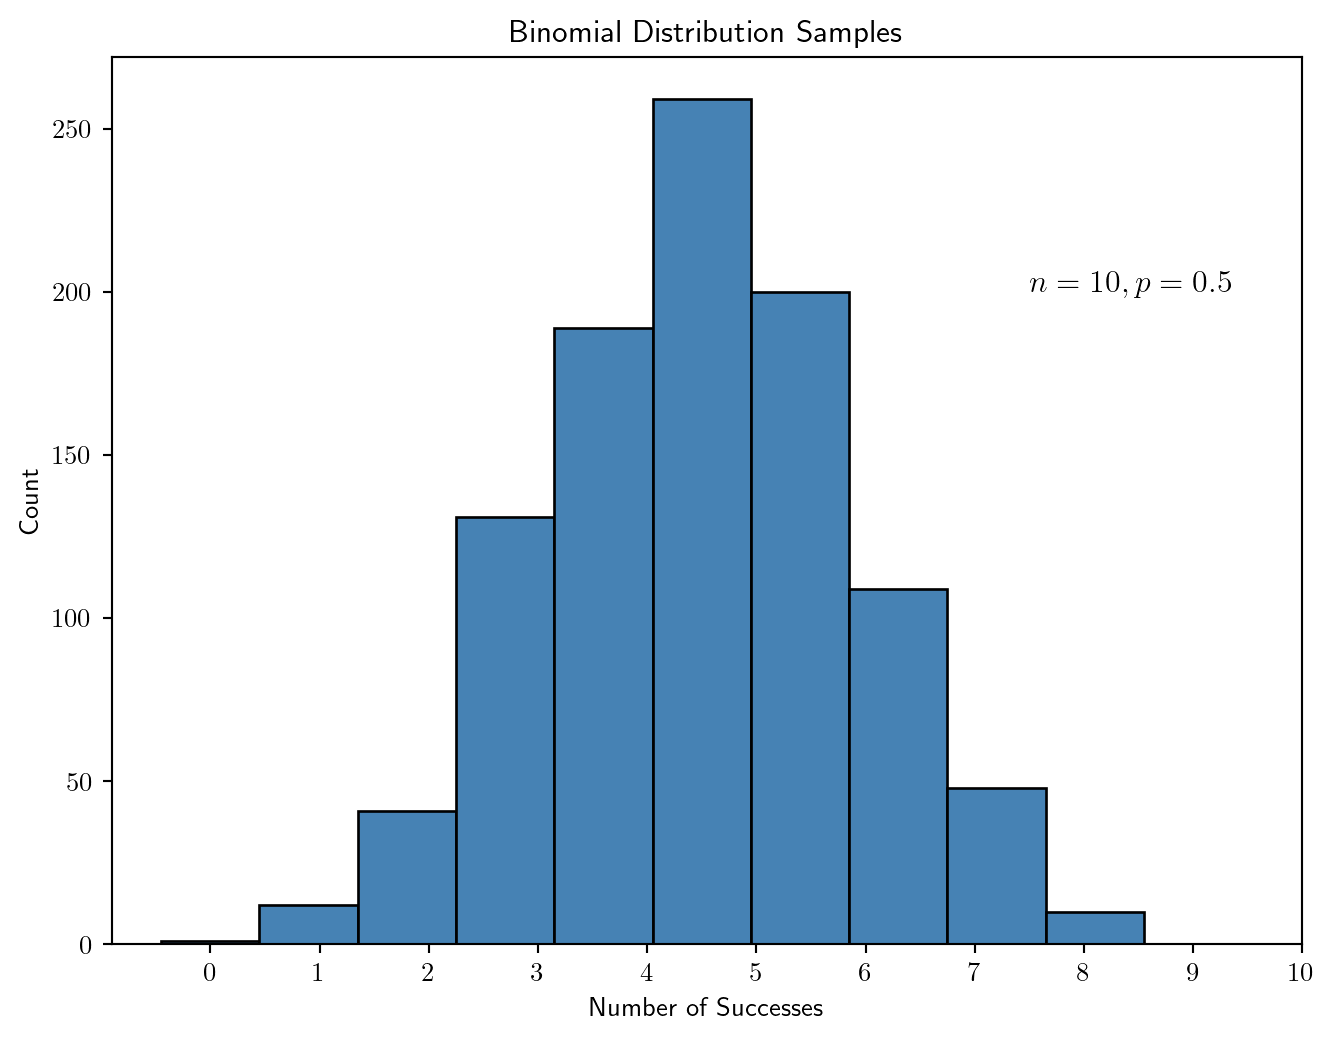 Binomial Distribution Samples
250
200
150
100
50
0
Count
n = 10, p = 0.5
0 1 2 3 4 5 6 7 8 9 10
Number of Successes